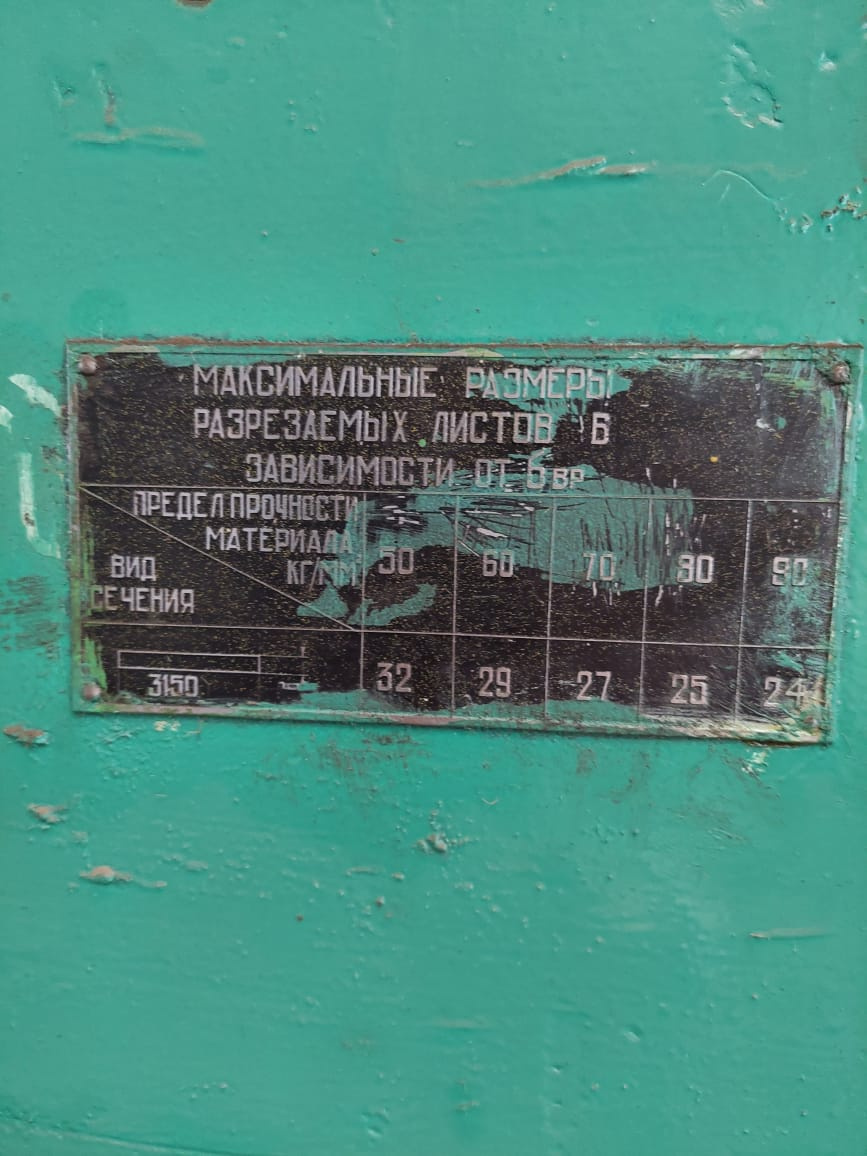 МАКСИМАЛЬНЫЕ РАЗМЕРЫ
РАЗРЕЗАЕМЫХ ЛИСТОВ В
ЗАВИСИМОСТИ ОТ бвр
ПРЕДЕЛ ПРОЧНОСТИ
МАТЕРИАЛА
КГ/ММ
ВИД
СЕЧЕНИЯ
50 60 70 80 90
3150
32 29 27 25 24